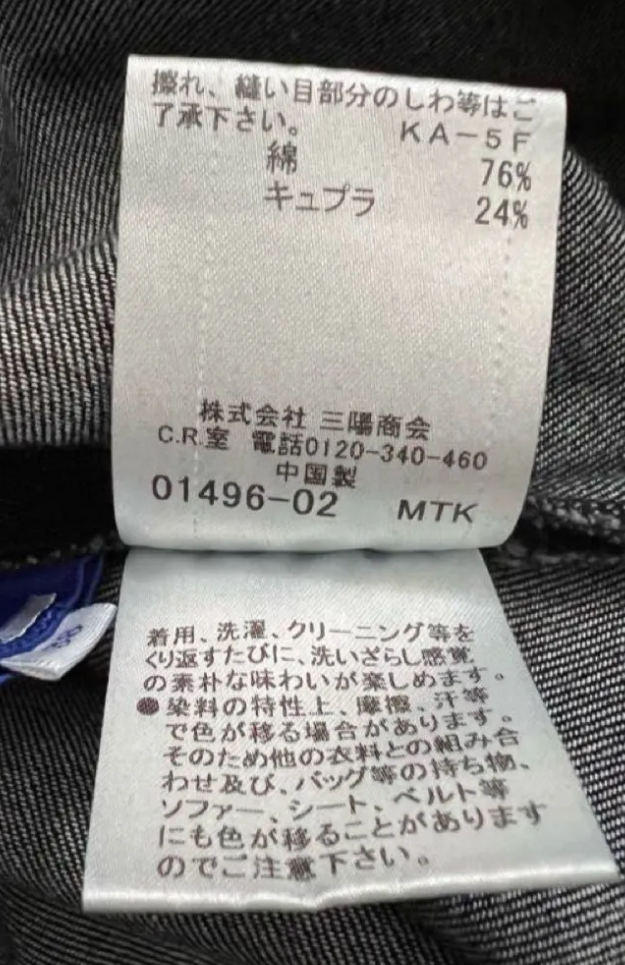 擦れ、縫い目部分のしわ等はご
了承下さい。
KA-5F
綿 76%
キュプラ 24%
株式会社 三陽商会
C.R.室 電話0120-340-460
中国製
01496-02 MTK
着用、洗濯、クリーニング等を
くり返すたびに、洗いざらし感覚
の素朴な味わいが楽しめます。
●染料の特性上、摩擦、汗等
で色が移る場合があります。
そのため他の衣料との組み合
わせ及び、バッグ等の持ち物、
ソファー、シート、ベルト等
にも色が移ることがあります
のでご注意下さい。